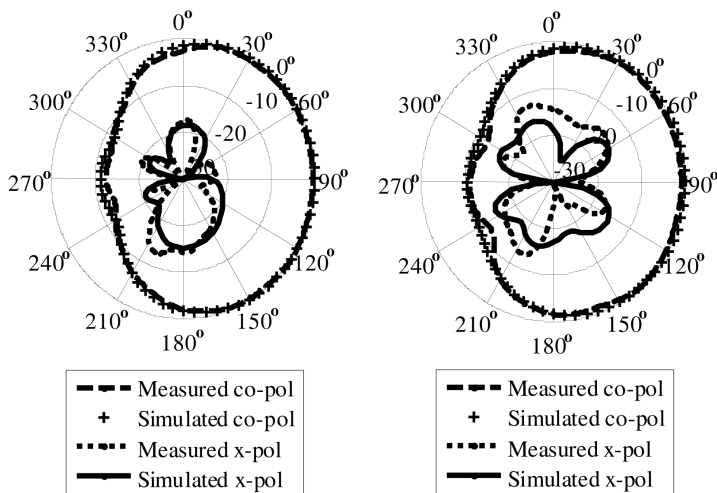 0° 0°
330° 30° 330° 30°
0° 0°
300° -10 60° 300° -10 60°
-20
270° 90° 270° -30 90°
240° 120° 240° 120°
210° 150° 210° 150°
180° 180°
Measured co-pol
Simulated co-pol
Measured x-pol
Simulated x-pol
Measured co-pol
Simulated co-pol
Measured x-pol
Simulated x-pol